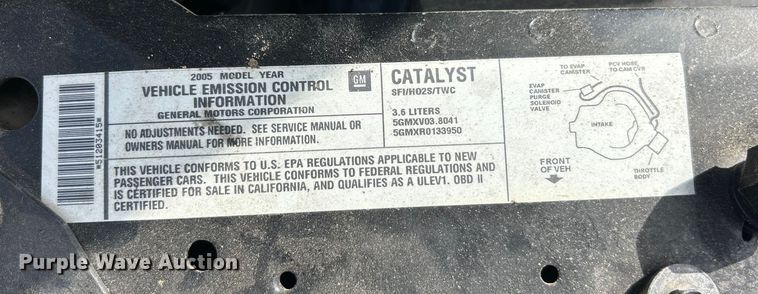 *51203415*
2005 MODEL YEAR
VEHICLE EMISSION CONTROL
INFORMATION
GENERAL MOTORS CORPORATION
GM
NO ADJUSTMENTS NEEDED. SEE SERVICE MANUAL OR
OWNERS MANUAL FOR MORE INFORMATION.
CATALYST
SFI/HO2S/TWC
3.6 LITERS
5GMXV03.8041
5GMXR0133950
THIS VEHICLE CONFORMS TO U.S. EPA REGULATIONS APPLICABLE TO NEW
PASSENGER CARS. THIS VEHICLE CONFORMS TO FEDERAL REGULATIONS AND
IS CERTIFIED FOR SALE IN CALIFORNIA, AND QUALIFIES AS A ULEV1. OBD II
CERTIFIED.
TO EVAP
CANISTER
PCV HOSE
TO CAM CVR
EVAP
CANISTER
PURGE
SOLENOID
VALVE
INTAKE
FRONT
OF VEH
THROTTLE
BODY
Purple Wave Auction